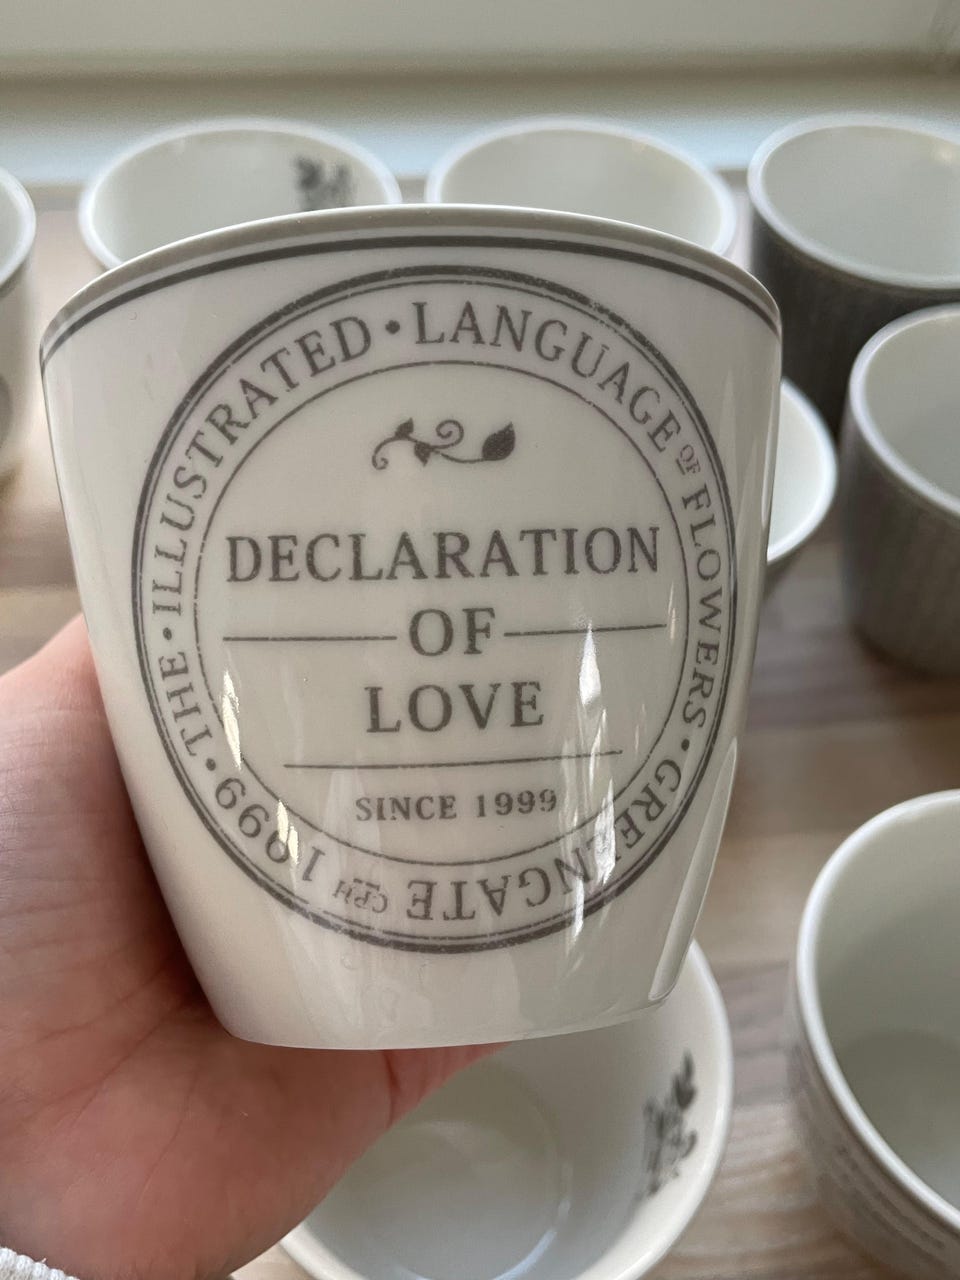 THE · ILLUSTRATED · LANGUAGE OF FLOWERS · GREENGATE CPH 1999 ·
DECLARATION
OF
LOVE
SINCE 1999